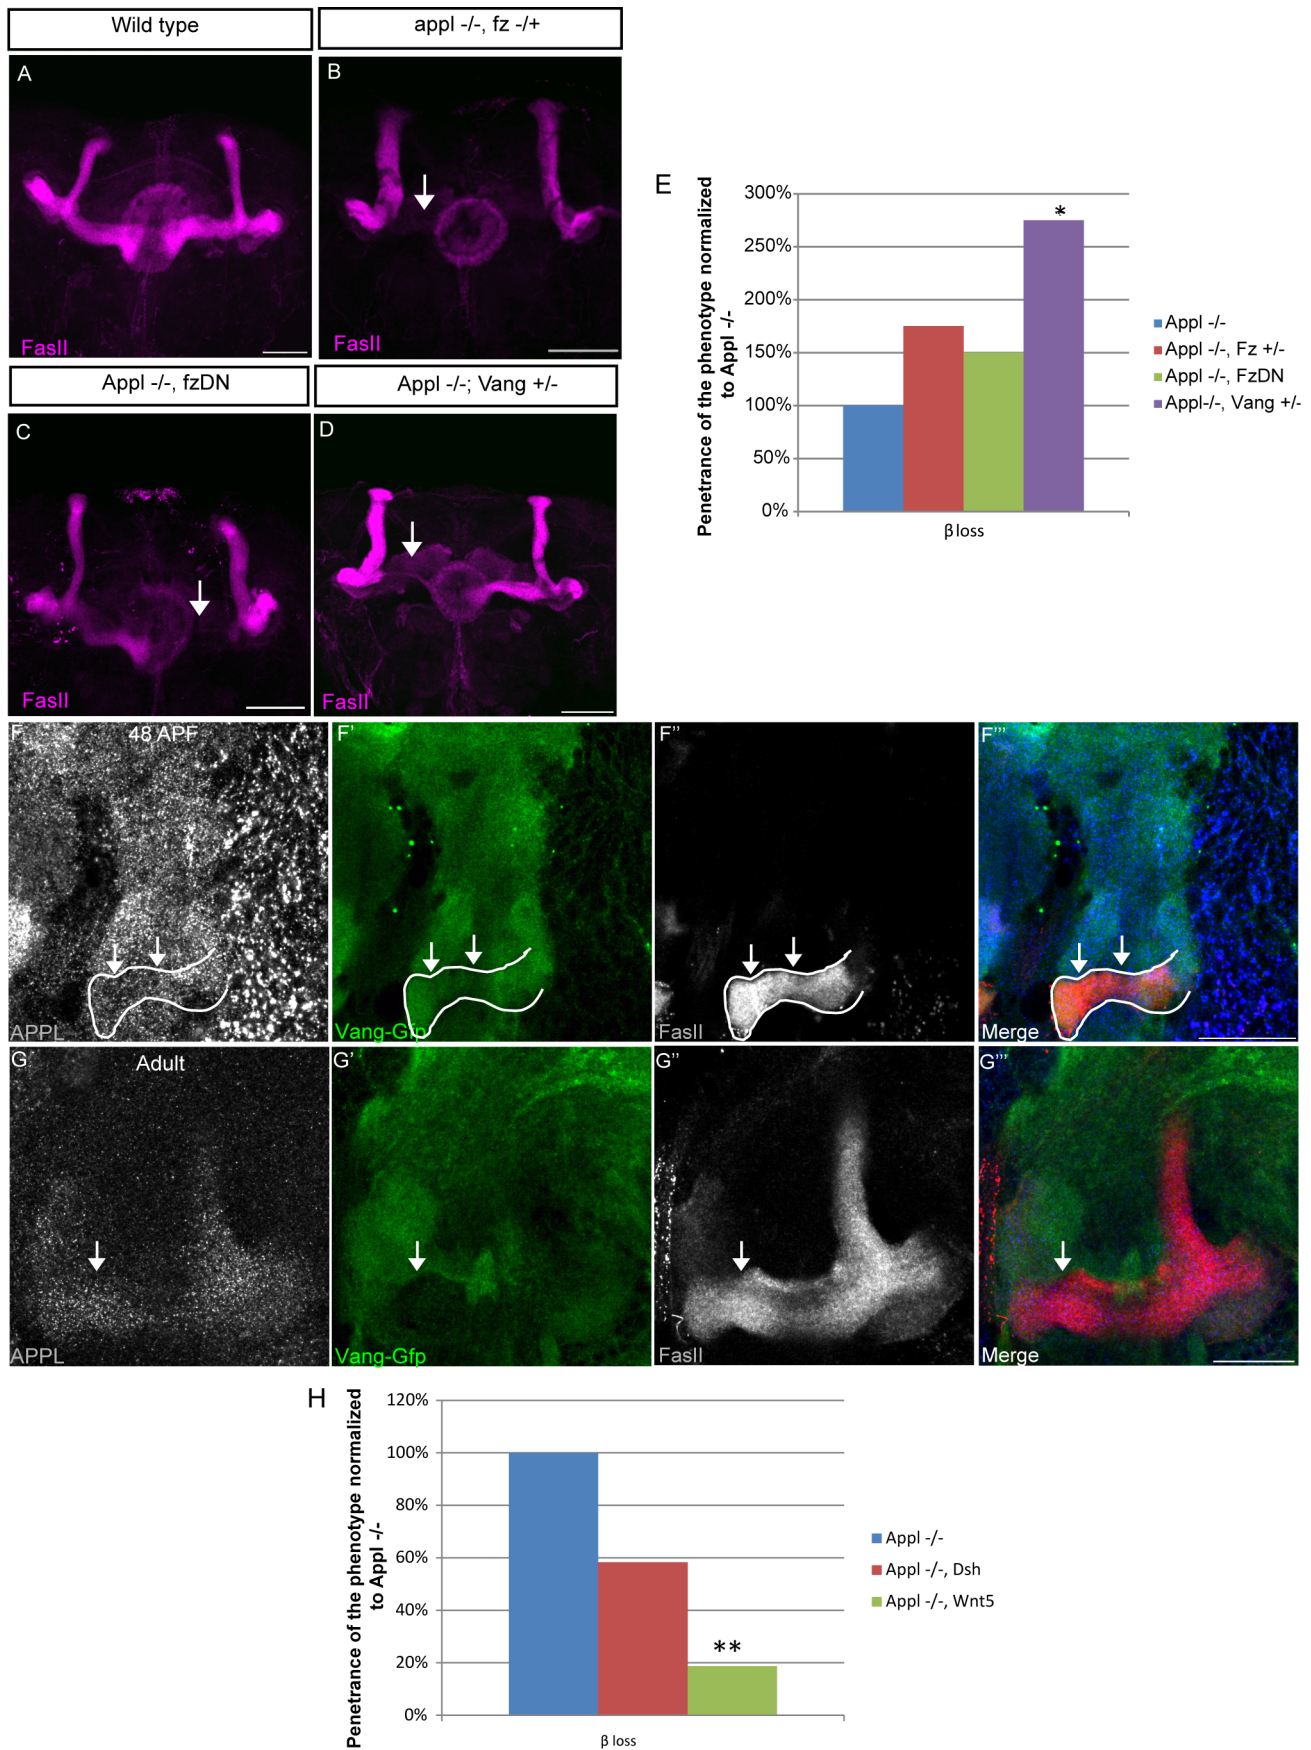 Wild type
appl -/-, fz -/+
A
FasII
B
FasII
Appl -/-, fzDN
Appl -/-; Vang +/-
C
FasII
D
FasII
E
Penetrance of the phenotype normalized
to Appl -/-
300%
250%
200%
150%
100%
50%
0%
*
β loss
Appl -/-
Appl -/-, Fz +/-
Appl -/-, FzDN
Appl-/-, Vang +/-
F
48 APF
APPL
F'
Vang-Gfp
F''
FasII
F'''
Merge
G
Adult
APPL
G'
Vang-Gfp
G''
FasII
G'''
Merge
H
Penetrance of the phenotype normalized
to Appl -/-
120%
100%
80%
60%
40%
20%
0%
**
β loss
Appl -/-
Appl -/-, Dsh
Appl -/-, Wnt5